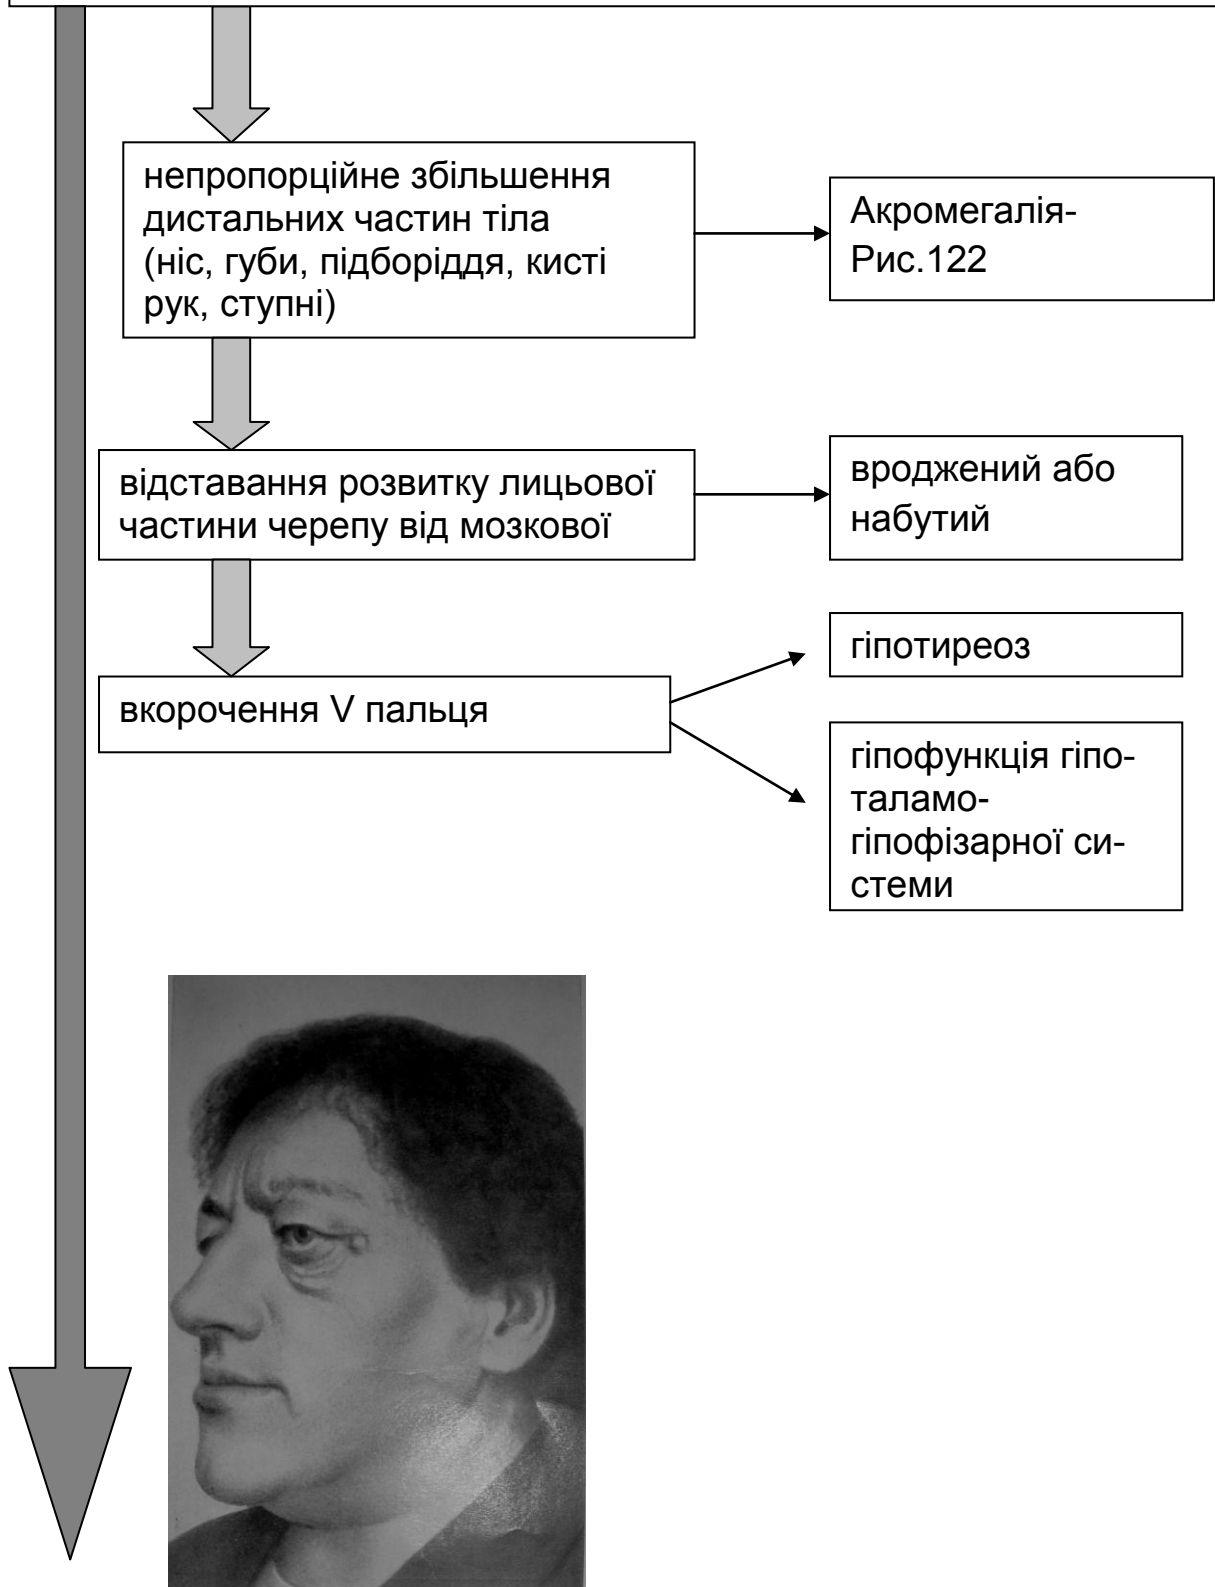 непропорційне збільшення
дистальних частин тіла
(ніс, губи, підборіддя, кисті
рук, ступні)
Акромегалія-
Рис.122
відставання розвитку лицьової
частини черепу від мозкової
вроджений або
набутий
вкорочення V пальця
гіпотиреоз
гіпофункція гіпо-
таламо-
гіпофізарної си-
стеми